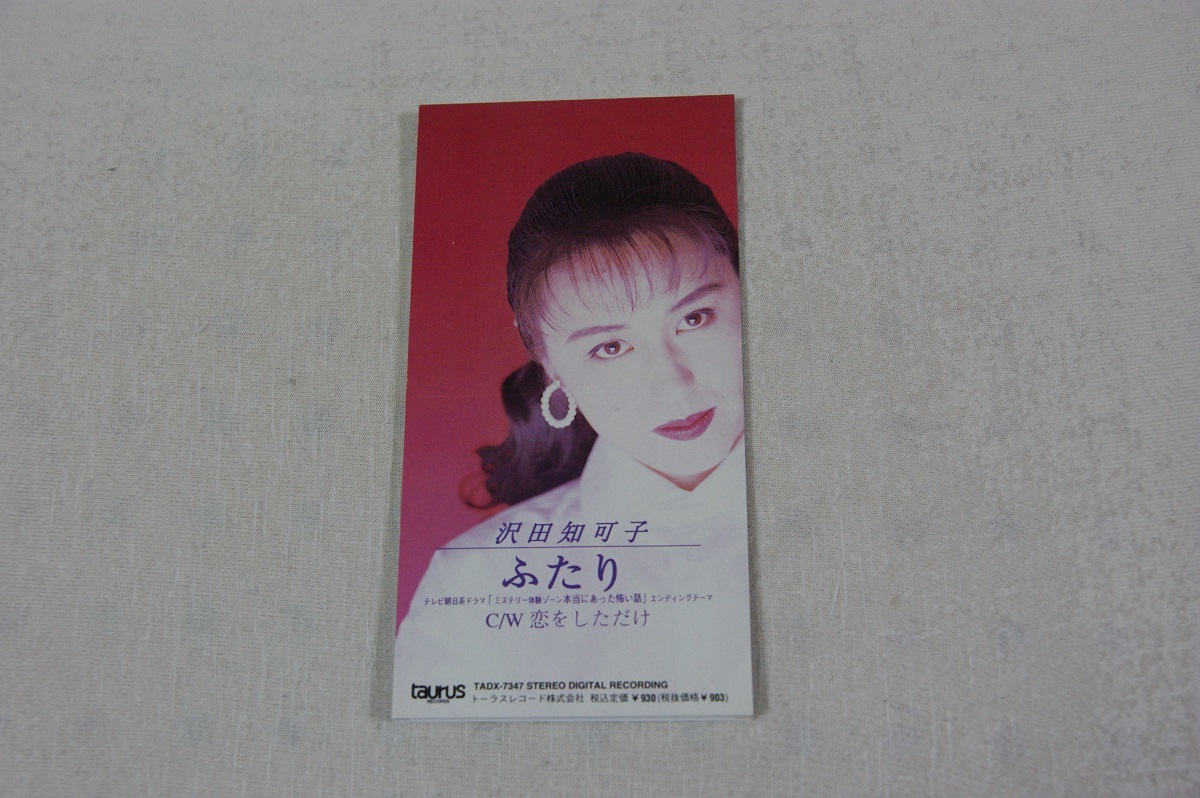 沢田知可子
ふたり
テレビ朝日系ドラマ「ミステリー体験ゾーン本当にあった怖い話」エンディングテーマ
C/W 恋をしただけ
taurus
RECORDS
TADX-7347 STEREO DIGITAL RECORDING
トーラスレコード株式会社 税込定価￥930(税抜価格￥903)